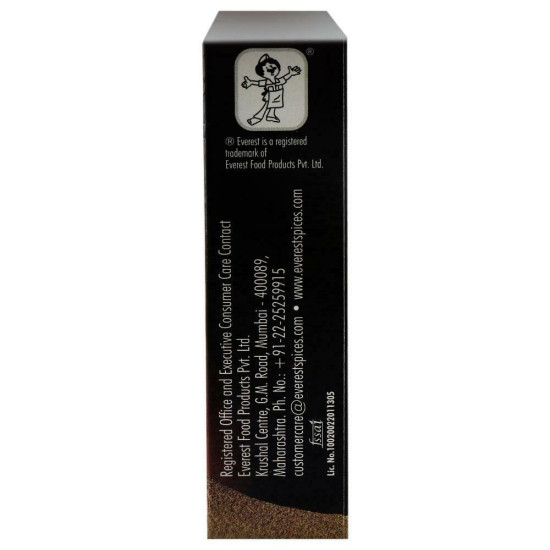 ®
® Everest is a registered
trademark of
Everest Food Products Pvt. Ltd.
Registered Office and Executive Consumer Care Contact
Everest Food Products Pvt. Ltd.
Krushal Centre, G.M. Road, Mumbai - 400089,
Maharashtra. Ph. No.: +91-22-25259915
customercare@everestspices.com • www.everestspices.com
fssai
Lic. No.10020022011305